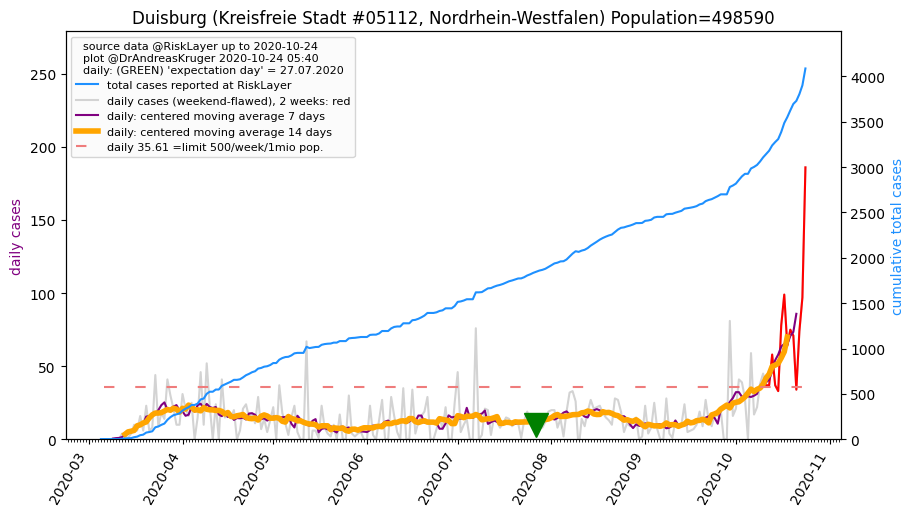 Duisburg (Kreisfreie Stadt #05112, Nordrhein-Westfalen) Population=498590
source data @RiskLayer up to 2020-10-24
plot @DrAndreasKruger 2020-10-24 05:40
daily: (GREEN) 'expectation day' = 27.07.2020
total cases reported at RiskLayer
daily cases (weekend-flawed), 2 weeks: red
daily: centered moving average 7 days
daily: centered moving average 14 days
daily 35.61 =limit 500/week/1mio pop.
daily cases
250
200
150
100
50
0
cumulative total cases
4000
3500
3000
2500
2000
1500
1000
500
0
2020-03
2020-04
2020-05
2020-06
2020-07
2020-08
2020-09
2020-10
2020-11